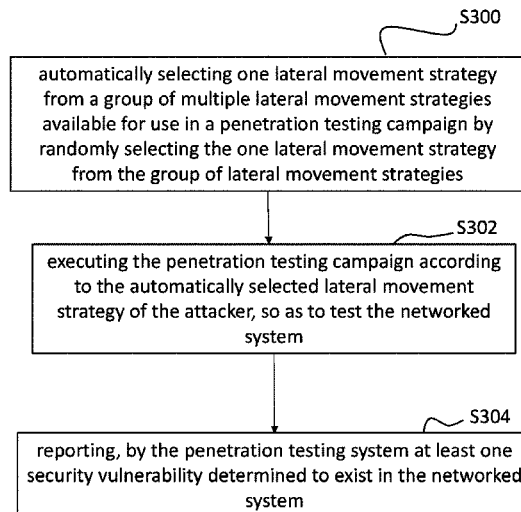 S300
automatically selecting one lateral movement strategy
from a group of multiple lateral movement strategies
available for use in a penetration testing campaign by
randomly selecting the one lateral movement strategy
from the group of lateral movement strategies
S302
executing the penetration testing campaign according
to the automatically selected lateral movement
strategy of the attacker, so as to test the networked
system
S304
reporting, by the penetration testing system at least one
security vulnerability determined to exist in the networked
system